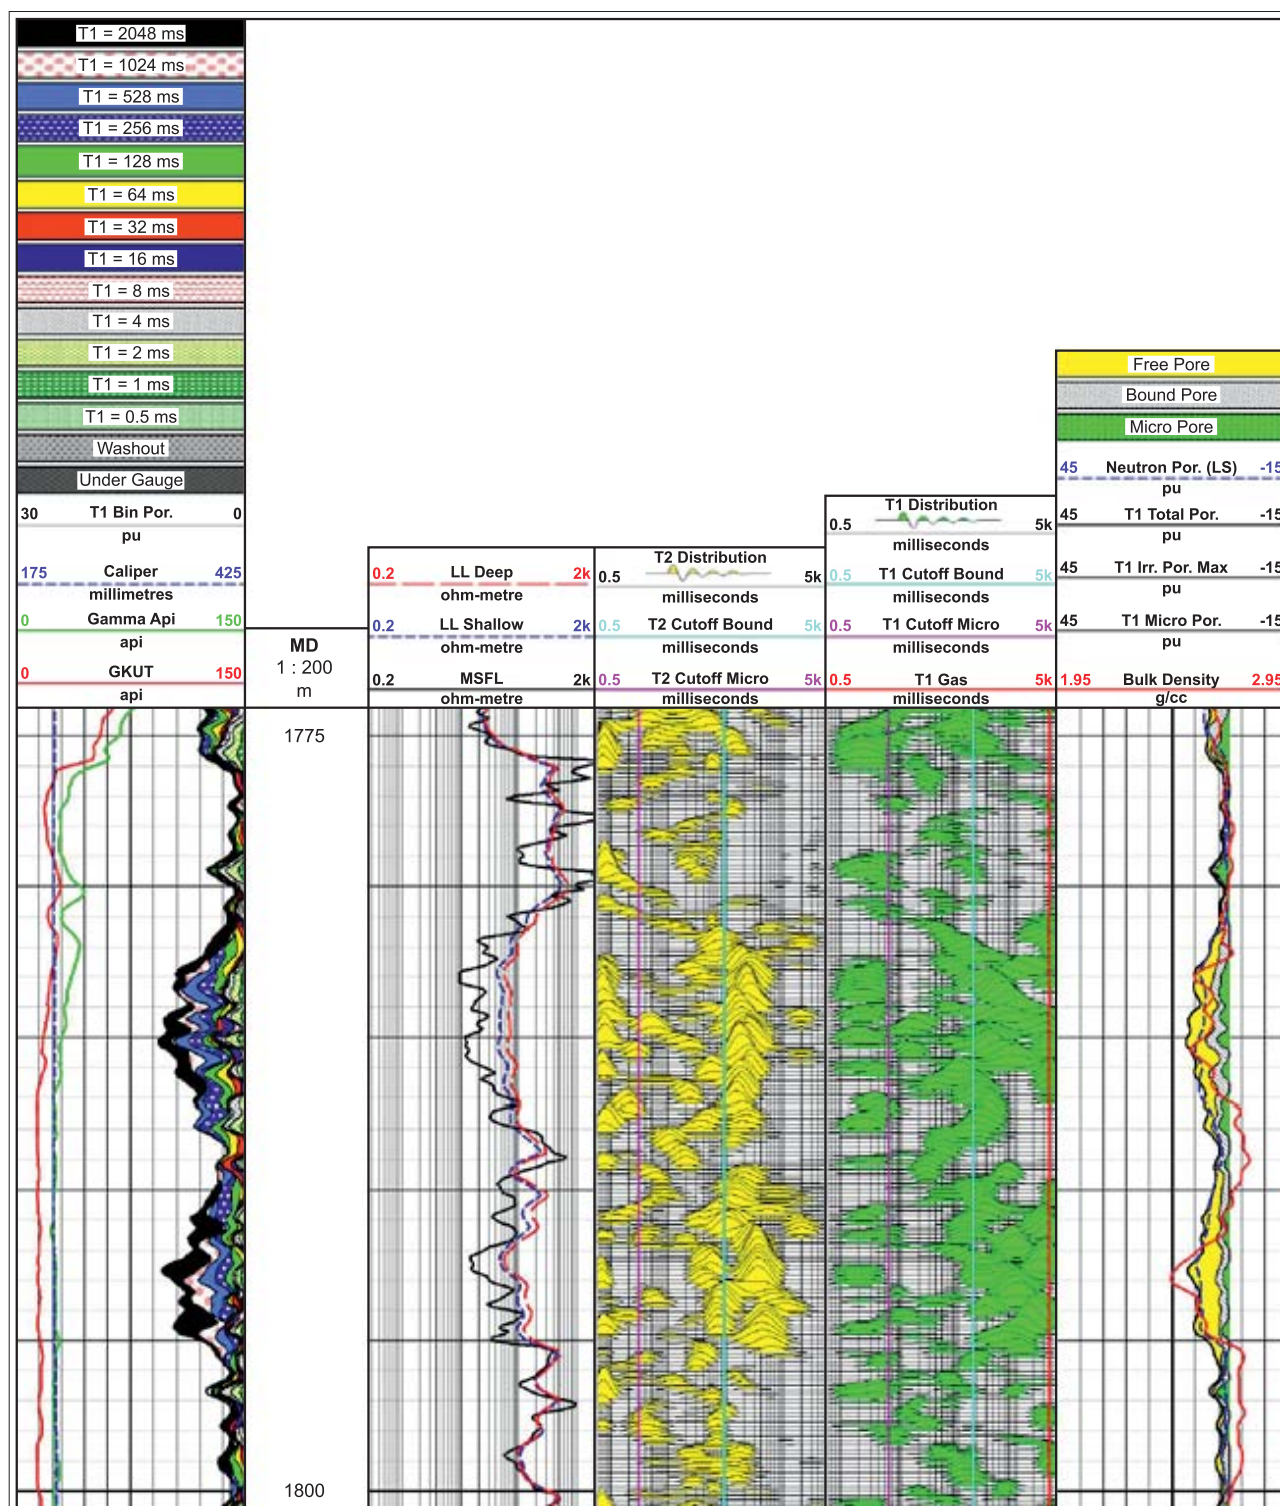 T1 = 2048 ms
T1 = 1024 ms
T1 = 528 ms
T1 = 256 ms
T1 = 128 ms
T1 = 64 ms
T1 = 32 ms
T1 = 16 ms
T1 = 8 ms
T1 = 4 ms
T1 = 2 ms
T1 = 1 ms
T1 = 0.5 ms
Washout
Under Gauge
30 T1 Bin Por. 0
pu
175 Caliper 425
millimetres
0 Gamma Api 150
api
0 GKUT 150
api
MD
1 : 200
m
0.2 LL Deep 2k
ohm-metre
0.2 LL Shallow 2k
ohm-metre
0.2 MSFL 2k
ohm-metre
T2 Distribution
0.5 5k
milliseconds
0.5 T2 Cutoff Bound 5k
milliseconds
0.5 T2 Cutoff Micro 5k
milliseconds
T1 Distribution
0.5 5k
milliseconds
0.5 T1 Cutoff Bound 5k
milliseconds
0.5 T1 Cutoff Micro 5k
milliseconds
0.5 T1 Gas 5k
milliseconds
Free Pore
Bound Pore
Micro Pore
45 Neutron Por. (LS) -15
pu
45 T1 Total Por. -15
pu
45 T1 Irr. Por. Max -15
pu
45 T1 Micro Por. -15
pu
1.95 Bulk Density 2.95
g/cc
1775
1800